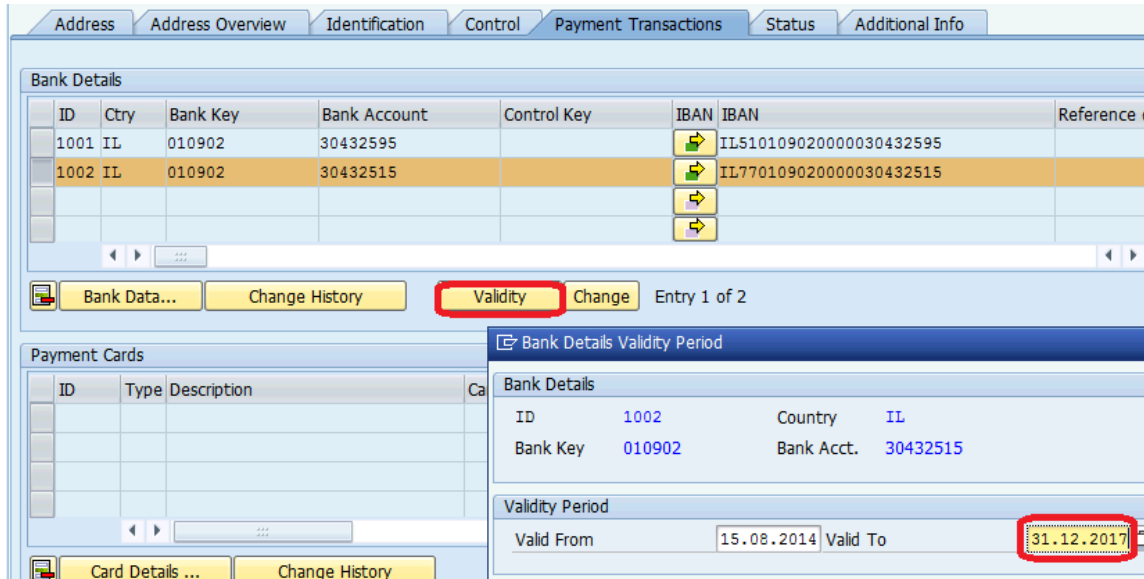 Address Address Overview Identification Control Payment Transactions Status Additional Info
Bank Details
ID Ctry Bank Key Bank Account Control Key IBAN IBAN Reference
1001 IL 010902 30432595 IL510109020000030432595
1002 IL 010902 30432515 IL770109020000030432515
Bank Data... Change History Validity Change Entry 1 of 2
Bank Details Validity Period
Payment Cards
ID Type Description
Bank Details
ID 1002 Country IL
Bank Key 010902 Bank Acct. 30432515
Validity Period
Valid From 15.08.2014 Valid To 31.12.2017
Card Details ... Change History